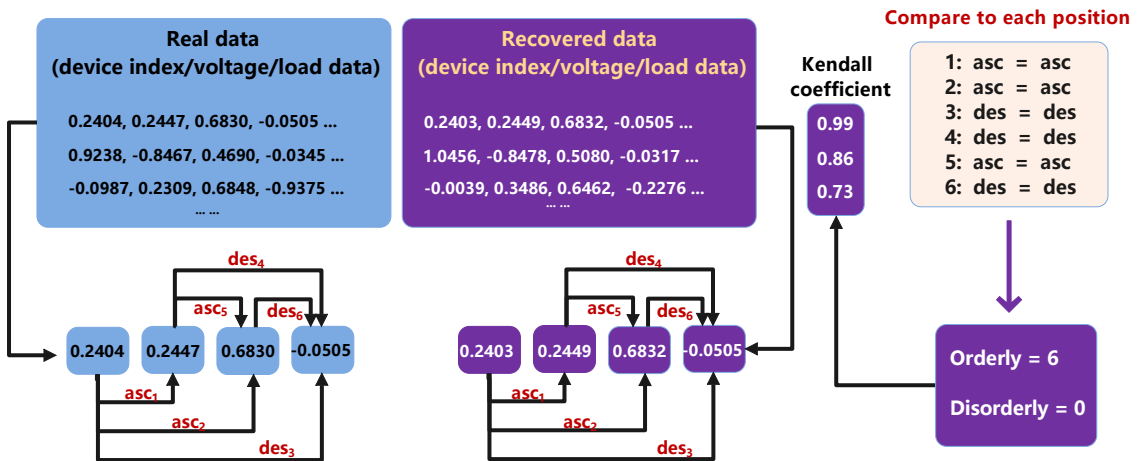 Real data
(device index/voltage/load data)
0.2404, 0.2447, 0.6830, -0.0505 ...
0.9238, -0.8467, 0.4690, -0.0345 ...
-0.0987, 0.2309, 0.6848, -0.9375 ...
... ...
Recovered data
(device index/voltage/load data)
0.2403, 0.2449, 0.6832, -0.0505 ...
1.0456, -0.8478, 0.5080, -0.0317 ...
-0.0039, 0.3486, 0.6462, -0.2276 ...
... ...
Kendall
coefficient
0.99
0.86
0.73
Compare to each position
1: asc = asc
2: asc = asc
3: des = des
4: des = des
5: asc = asc
6: des = des
des₄
asc₅
des₆
0.2404
0.2447
0.6830
-0.0505
asc₁
asc₂
des₃
des₄
asc₅
des₆
0.2403
0.2449
0.6832
-0.0505
asc₁
asc₂
des₃
Orderly = 6
Disorderly = 0